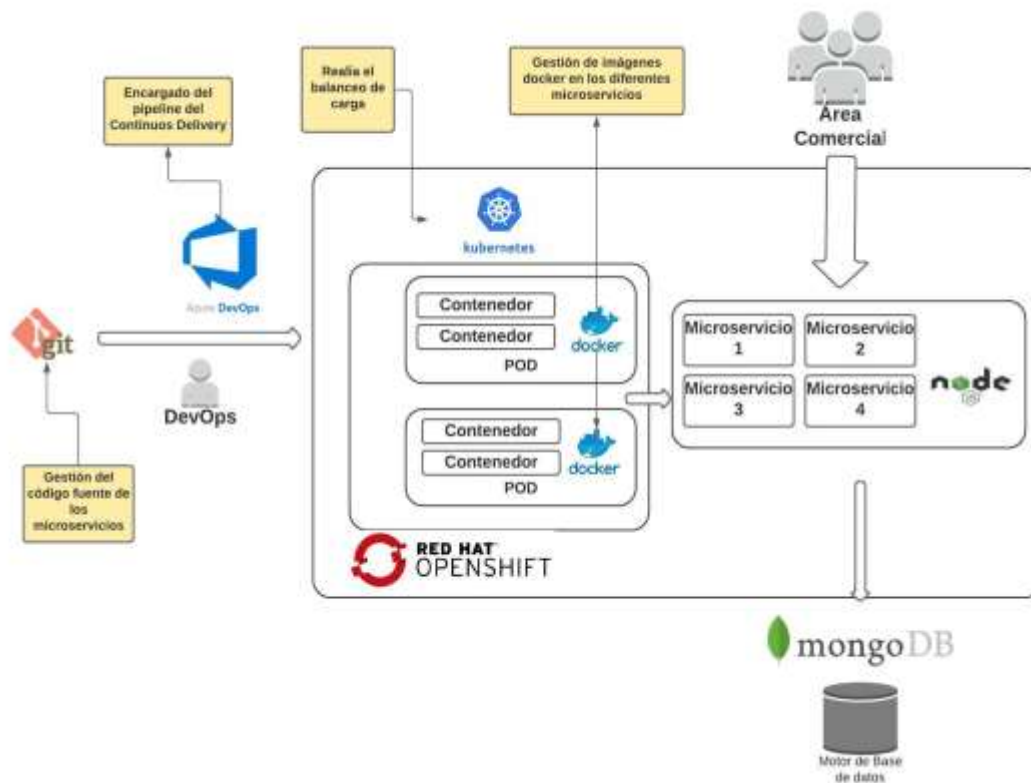 Encargado del
pipeline del
Continuos Delivery
Realia el
balanceo de
carga
Gestión de imágenes
docker en los diferentes
microservicios
Area
Comercial
Azure DevOps
kubernetes
git
DevOps
Gestión del
código fuente de
los
microservicios
Contenedor
Contenedor
docker
POD
Contenedor
Contenedor
docker
POD
RED HAT
OPENSHIFT
Microservicio
1
Microservicio
2
Microservicio
3
Microservicio
4
node
JS
mongoDB
Motor de Base
de datos